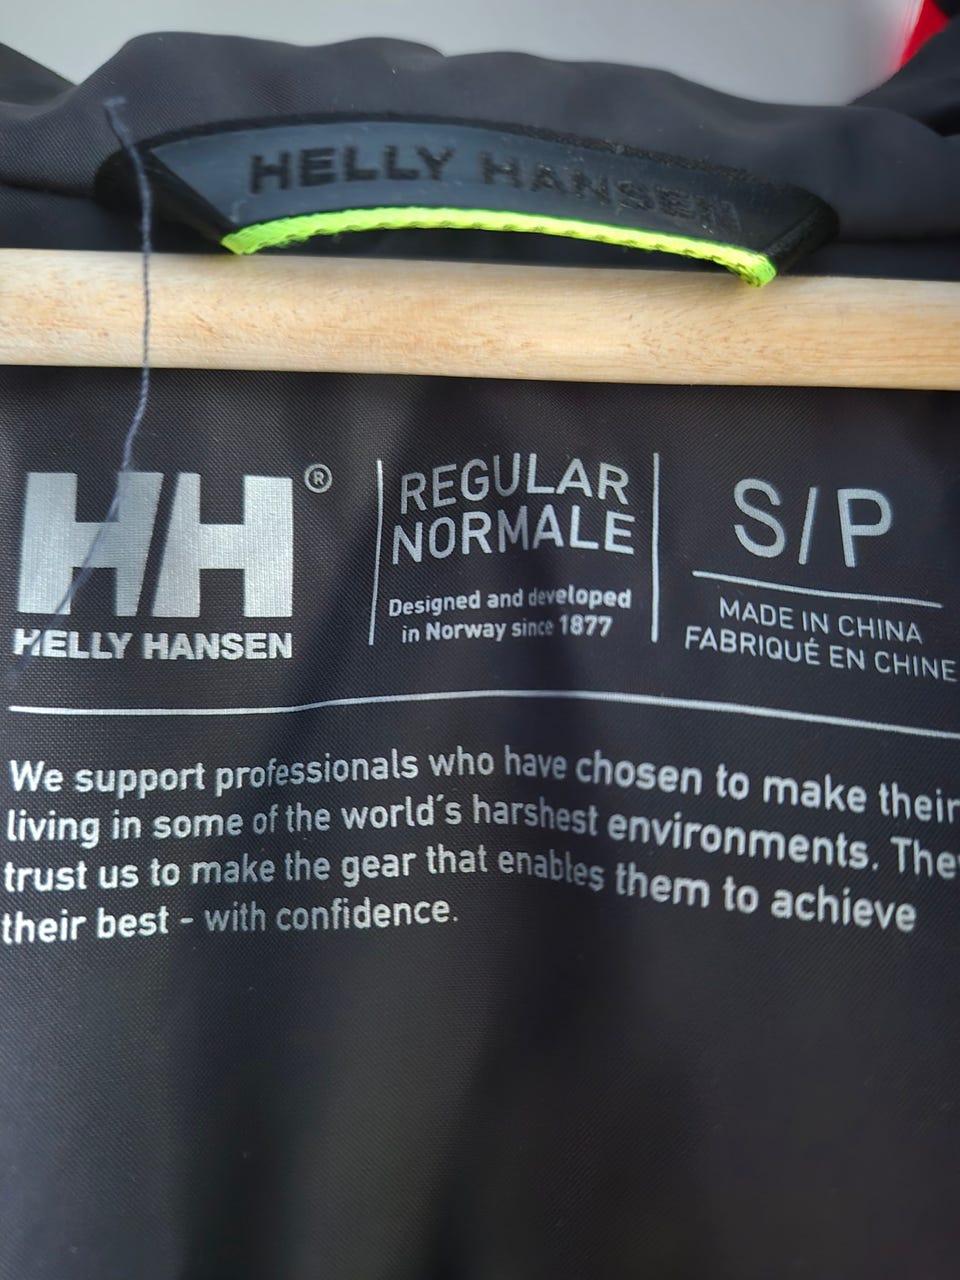 HELLY HANSEN
HH®
HELLY HANSEN
REGULAR
NORMALE
Designed and developed
in Norway since 1877
S/P
MADE IN CHINA
FABRIQUÉ EN CHINE
We support professionals who have chosen to make their
living in some of the world´s harshest environments. They
trust us to make the gear that enables them to achieve
their best - with confidence.